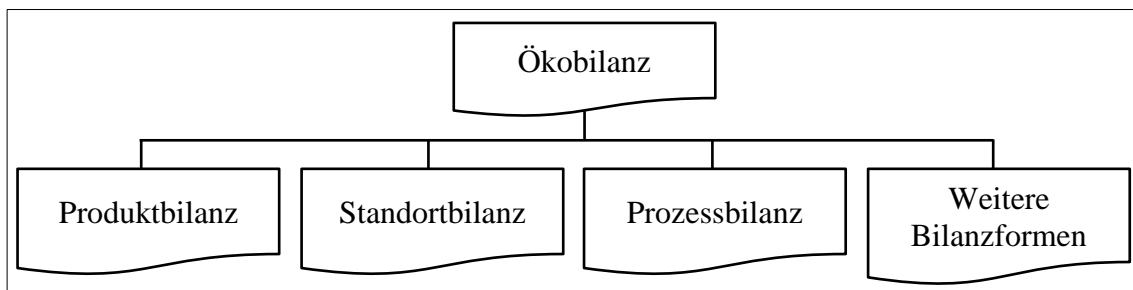 Ökobilanz
Produktbilanz
Standortbilanz
Prozessbilanz
Weitere
Bilanzformen